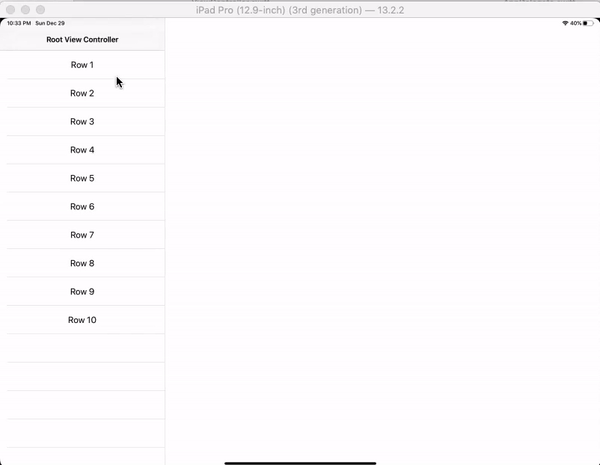 iPad Pro (12.9-inch) (3rd generation) — 13.2.2
10:33 PM Sun Dec 29
40%
Root View Controller
Row 1
Row 2
Row 3
Row 4
Row 5
Row 6
Row 7
Row 8
Row 9
Row 10